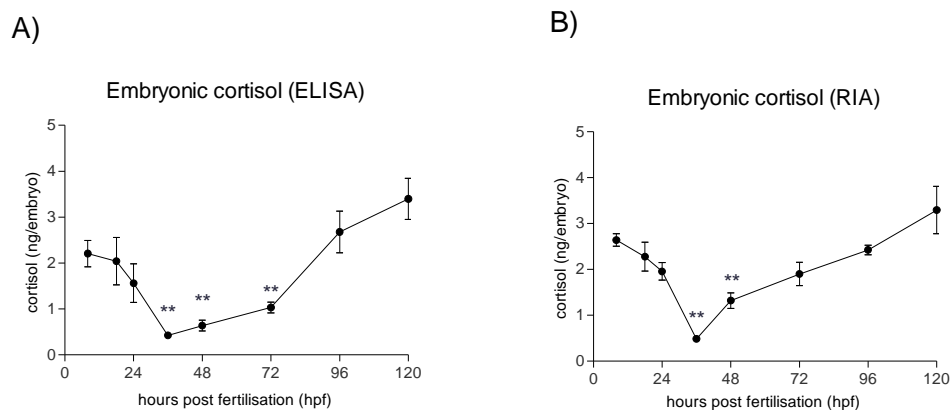 A)
Embryonic cortisol (ELISA)
cortisol (ng/embryo)
5
4
3
2
1
0
** ** **
0 24 48 72 96 120
hours post fertilisation (hpf)
B)
Embryonic cortisol (RIA)
cortisol (ng/embryo)
5
4
3
2
1
0
** **
0 24 48 72 96 120
hours post fertilisation (hpf)